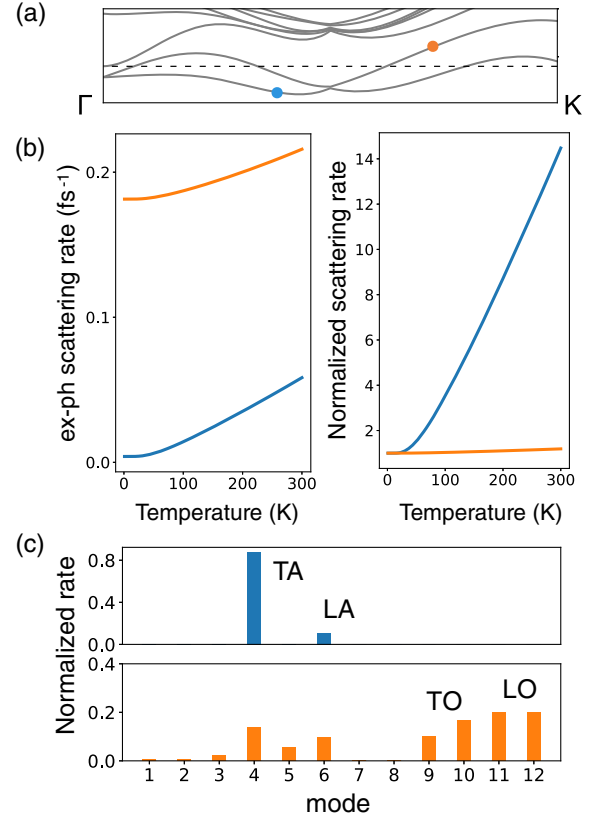 (a)
Γ K
(b)
ex-ph scattering rate (fs⁻¹)
0.2
0.1
0.0
0 100 200 300
Temperature (K)
Normalized scattering rate
14
12
10
8
6
4
2
0 100 200 300
Temperature (K)
(c)
Normalized rate
0.8
0.4
0.0
TA
LA
0.4
0.2
0.0
TO
LO
1 2 3 4 5 6 7 8 9 10 11 12
mode